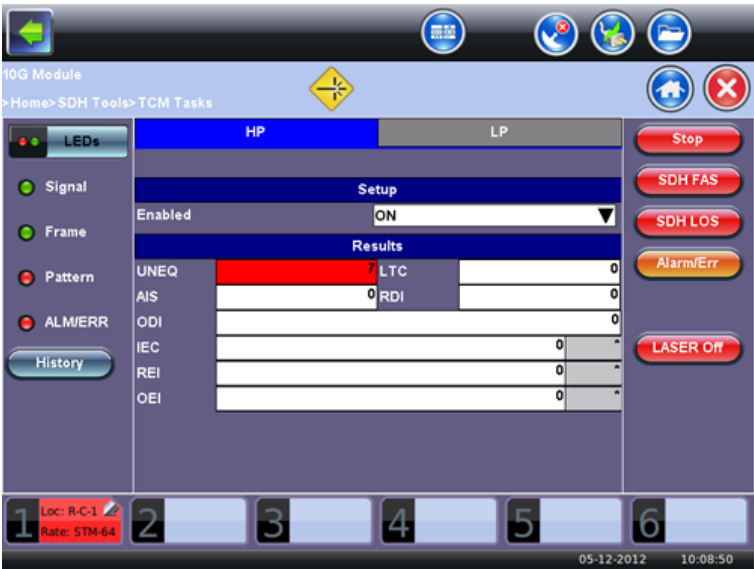 10G Module
>Home>SDH Tools>TCM Tasks
LEDs
Signal
Frame
Pattern
ALM/ERR
History
HP
LP
Setup
Enabled
ON
Results
UNEQ
7
LTC
0
AIS
0
RDI
0
ODI
0
IEC
0
*
REI
0
*
OEI
0
*
Stop
SDH FAS
SDH LOS
Alarm/Err
LASER Off
1
Loc: R-C-1
Rate: STM-64
2
3
4
5
6
05-12-2012 10:08:50